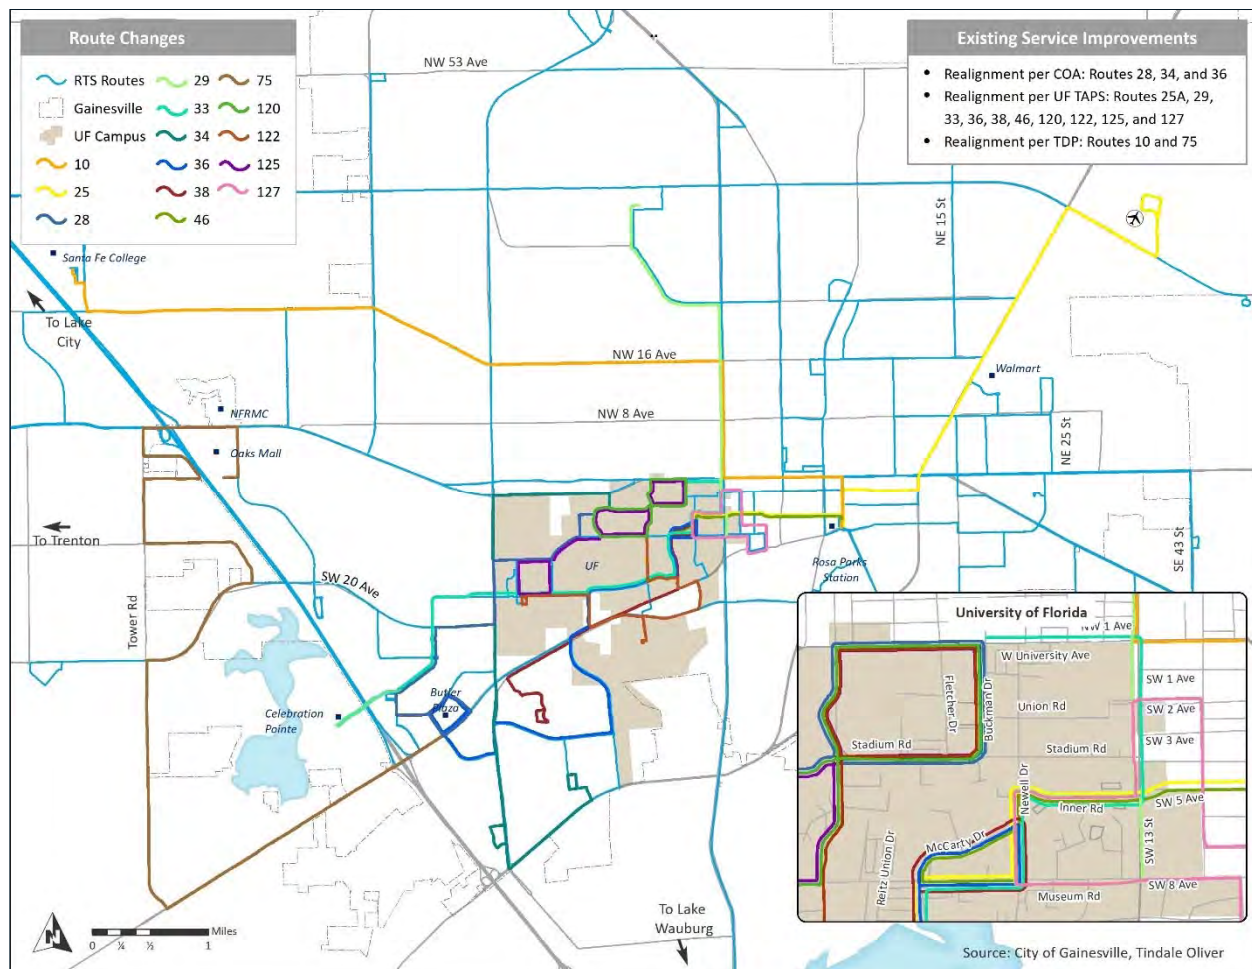 Route Changes
RTS Routes
Gainesville
UF Campus
10
25
28
29
33
34
36
38
46
75
120
122
125
127
Existing Service Improvements
• Realignment per COA: Routes 28, 34, and 36
• Realignment per UF TAPS: Routes 25A, 29,
33, 36, 38, 46, 120, 122, 125, and 127
• Realignment per TDP: Routes 10 and 75
NW 53 Ave
NE 15 St
Santa Fe College
To Lake
City
NW 16 Ave
Walmart
NFRMC
NW 8 Ave
Oaks Mall
NE 25 St
To Trenton
SW 20 Ave
UF
Rosa Parks
Station
SE 43 St
Tower Rd
Butler
Plaza
Celebration
Pointe
University of Florida
NW 1 Ave
W University Ave
SW 1 Ave
Fletcher Dr
Buckman Dr
Union Rd
SW 2 Ave
Stadium Rd
Stadium Rd
SW 3 Ave
Newell Dr
Inner Rd
SW 5 Ave
McCarty Dr
Reitz Union Dr
SW 13 St
SW 8 Ave
Museum Rd
To Lake
Wauburg
N
Miles
0 ¼ ½ 1
Source: City of Gainesville, Tindale Oliver